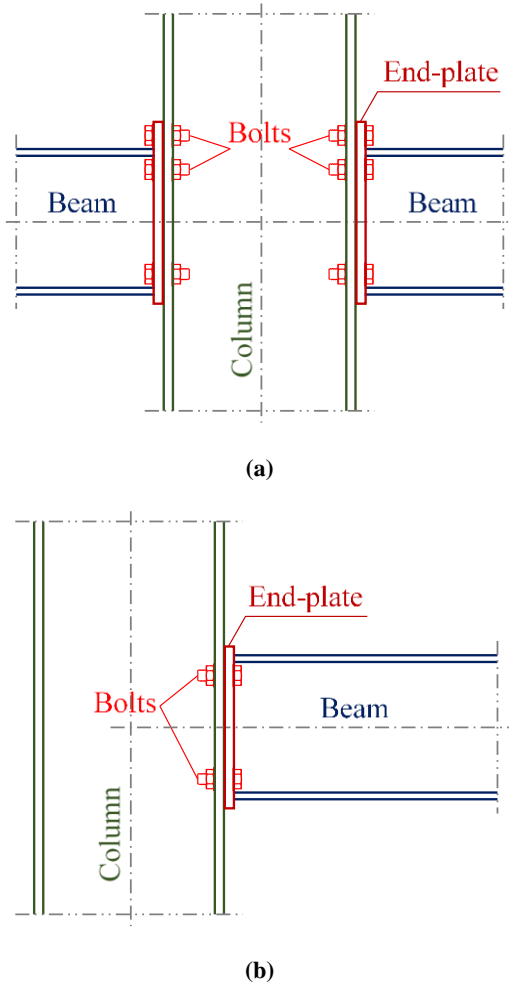 End-plate
Bolts
Beam
Beam
Column
(a)
End-plate
Bolts
Beam
Column
(b)